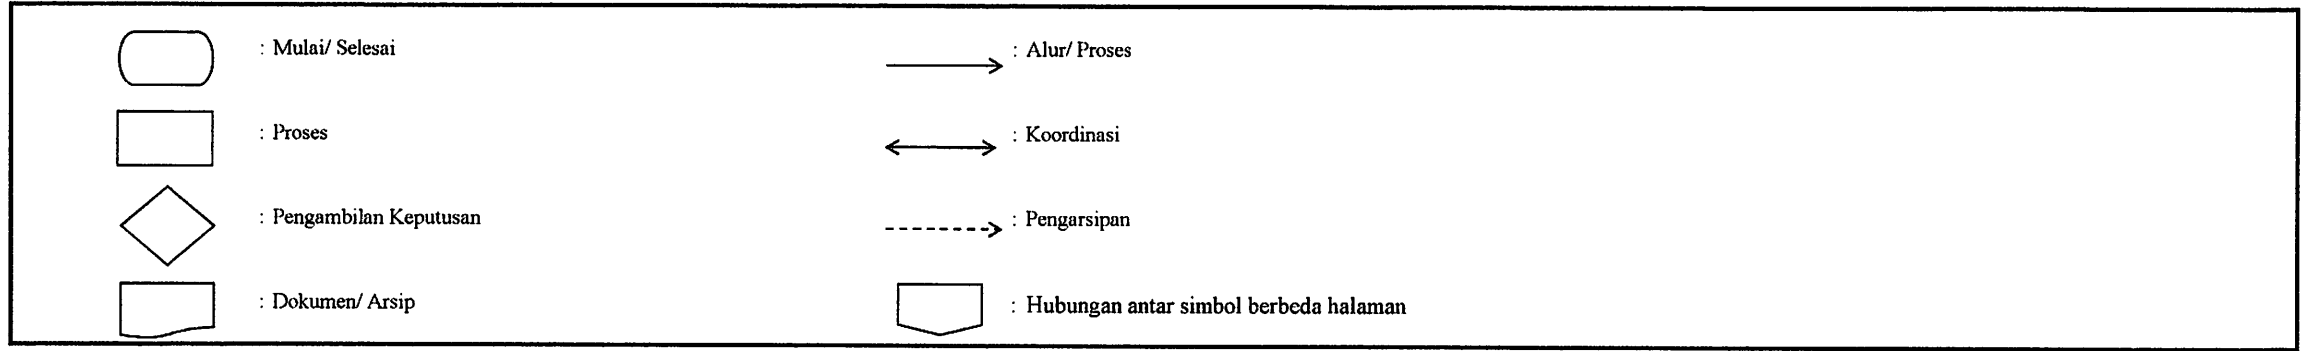 : Mulai/ Selesai
: Alur/ Proses
: Proses
: Koordinasi
: Pengambilan Keputusan
: Pengarsipan
: Dokumen/ Arsip
: Hubungan antar simbol berbeda halaman